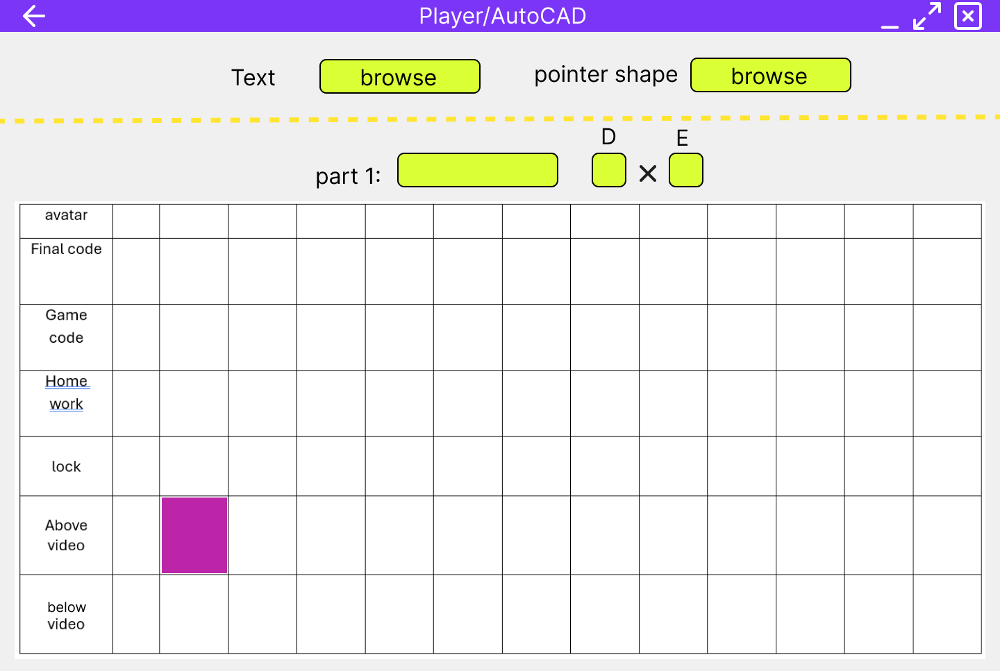 Player/AutoCAD
Text browse pointer shape browse
D E
part 1:
avatar
Final code
Game
code
Home
work
lock
Above
video
below
video